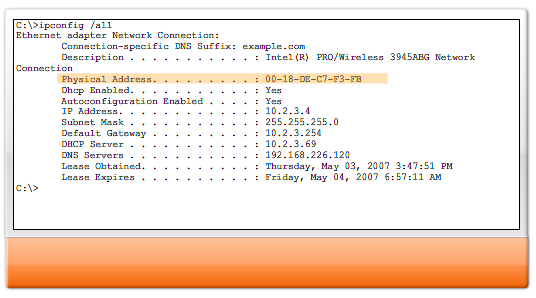 C:\>ipconfig /all
Ethernet adapter Network Connection:
Connection-specific DNS Suffix: example.com
Description . . . . . . . . . . . : Intel(R) PRO/Wireless 3945ABG Network
Connection
Physical Address. . . . . . . . . : 00-18-DE-C7-F3-FB
Dhcp Enabled. . . . . . . . . . . : Yes
Autoconfiguration Enabled . . . . : Yes
IP Address. . . . . . . . . . . . : 10.2.3.4
Subnet Mask . . . . . . . . . . . : 255.255.255.0
Default Gateway . . . . . . . . . : 10.2.3.254
DHCP Server . . . . . . . . . . . : 10.2.3.69
DNS Servers . . . . . . . . . . . : 192.168.226.120
Lease Obtained. . . . . . . . . . : Thursday, May 03, 2007 3:47:51 PM
Lease Expires . . . . . . . . . . : Friday, May 04, 2007 6:57:11 AM
C:\>